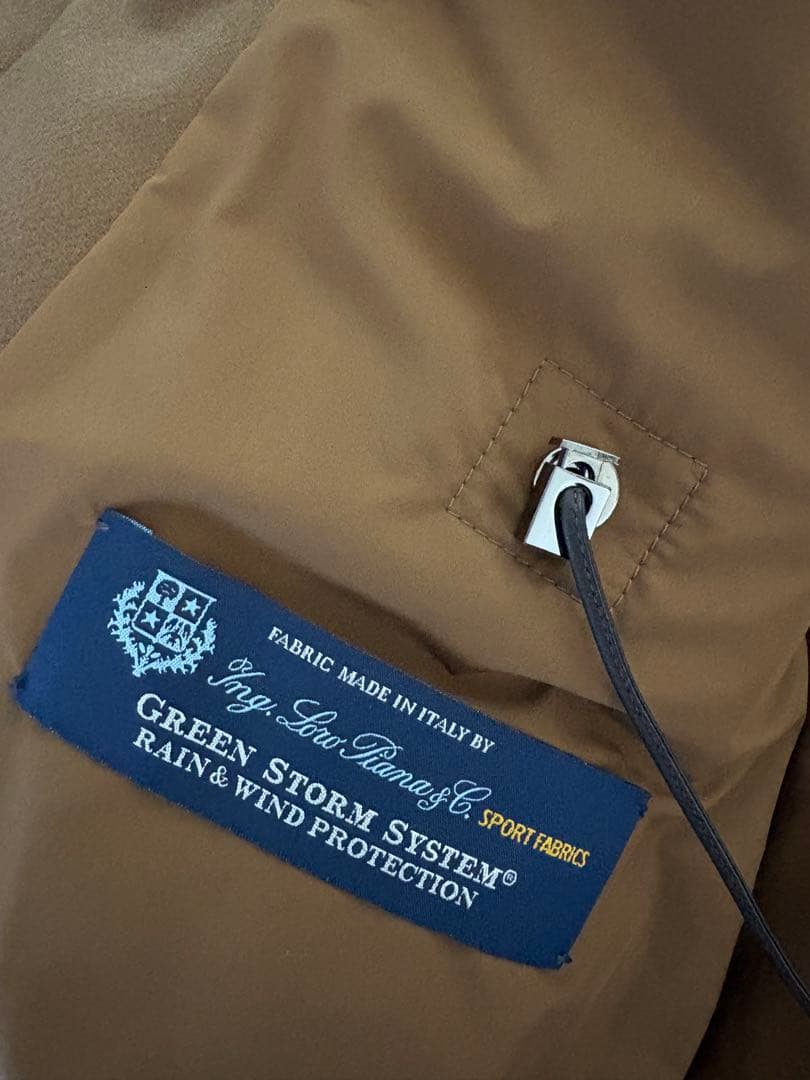 FABRIC MADE IN ITALY BY
Ing. Loro Piana & C. SPORT FABRICS
GREEN STORM SYSTEM®
RAIN & WIND PROTECTION